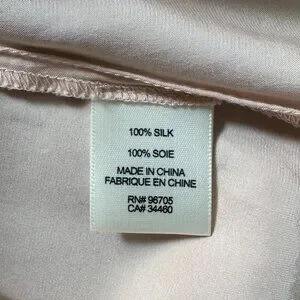 100% SILK
100% SOIE
MADE IN CHINA
FABRIQUE EN CHINE
RN# 96705
CA# 34460